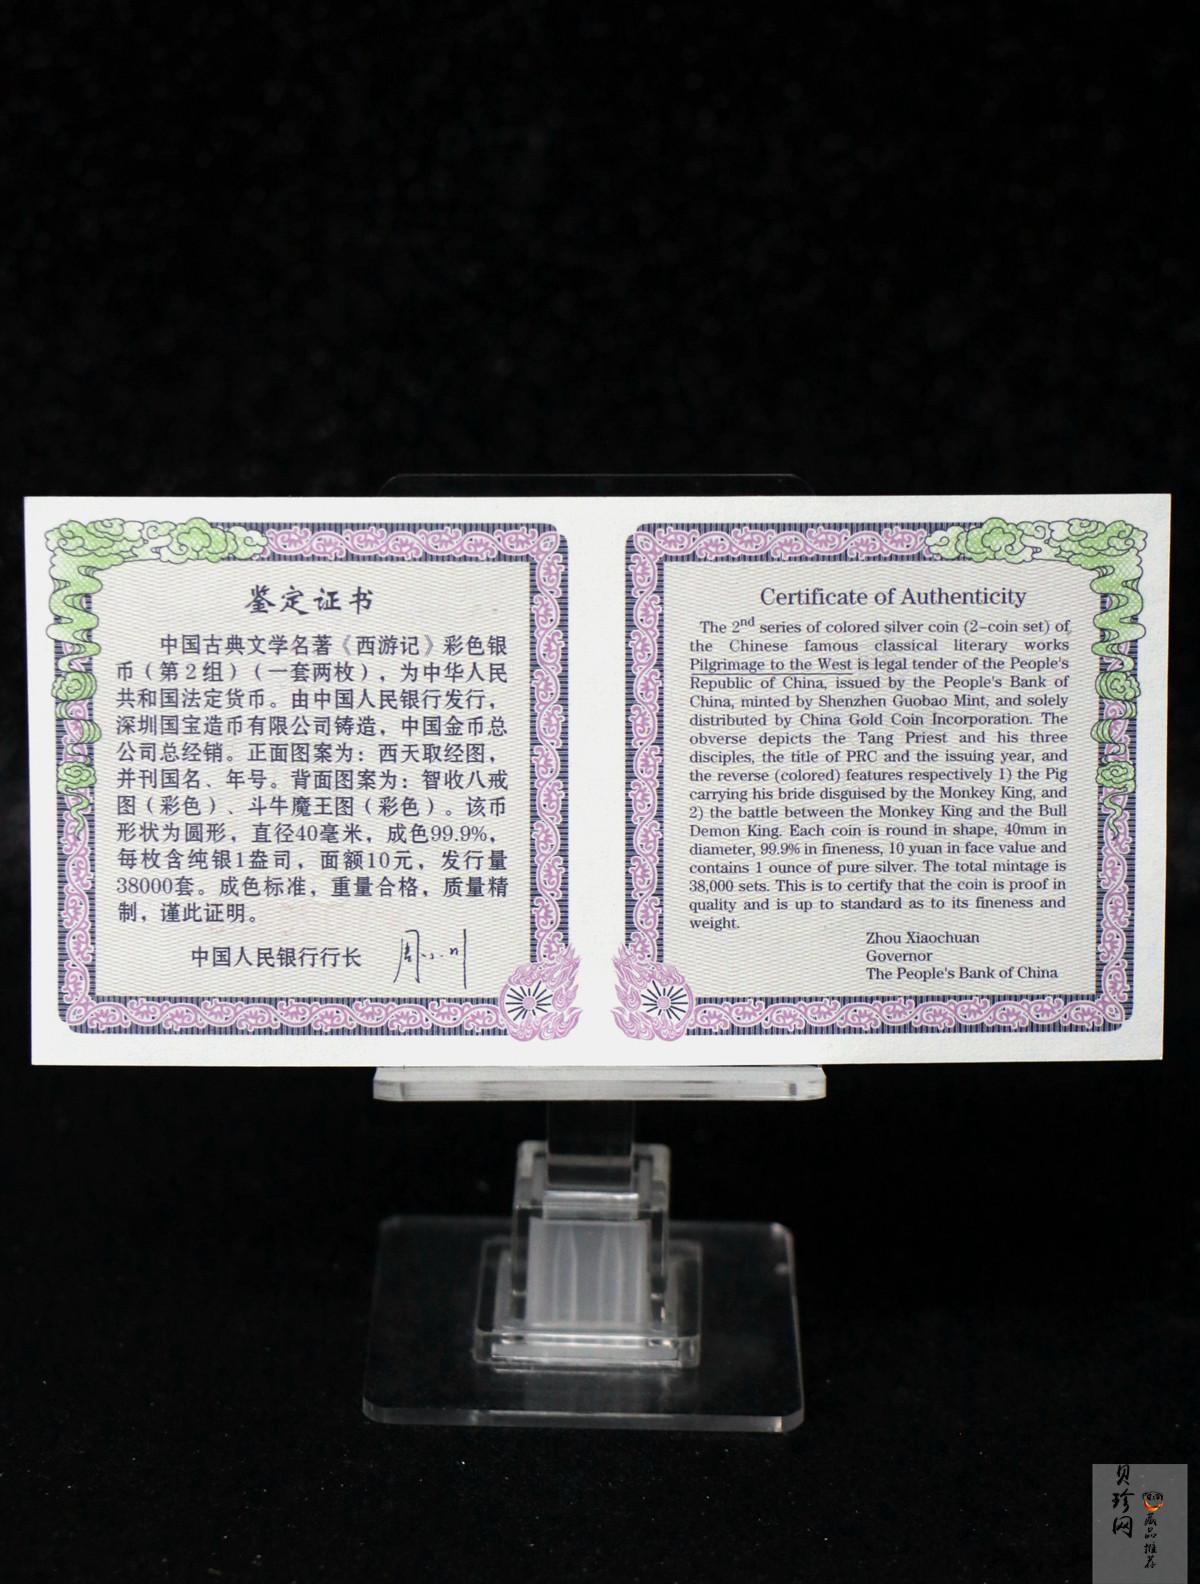 鉴定证书
中国古典文学名著《西游记》彩色银
币（第2组）（一套两枚），为中华人民
共和国法定货币。由中国人民银行发行，
深圳国宝造币有限公司铸造，中国金币总
公司总经销。正面图案为：西天取经图，
并刊国名、年号。背面图案为：智收八戒
图（彩色）、斗牛魔王图（彩色）。该币
形状为圆形，直径40毫米，成色99.9%，
每枚含纯银1盎司，面额10元，发行量
38000套。成色标准，重量合格，质量精
制，谨此证明。
中国人民银行行长 周小川
Certificate of Authenticity
The 2nd series of colored silver coin (2-coin set) of
the Chinese famous classical literary works
Pilgrimage to the West is legal tender of the People's
Republic of China, issued by the People's Bank of
China, minted by Shenzhen Guobao Mint, and solely
distributed by China Gold Coin Incorporation. The
obverse depicts the Tang Priest and his three
disciples, the title of PRC and the issuing year, and
the reverse (colored) features respectively 1) the Pig
carrying his bride disguised by the Monkey King, and
2) the battle between the Monkey King and the Bull
Demon King. Each coin is round in shape, 40mm in
diameter, 99.9% in fineness, 10 yuan in face value and
contains 1 ounce of pure silver. The total mintage is
38,000 sets. This is to certify that the coin is proof in
quality and is up to standard as to its fineness and
weight.
Zhou Xiaochuan
Governor
The People's Bank of China
贝珍网
藏品推荐